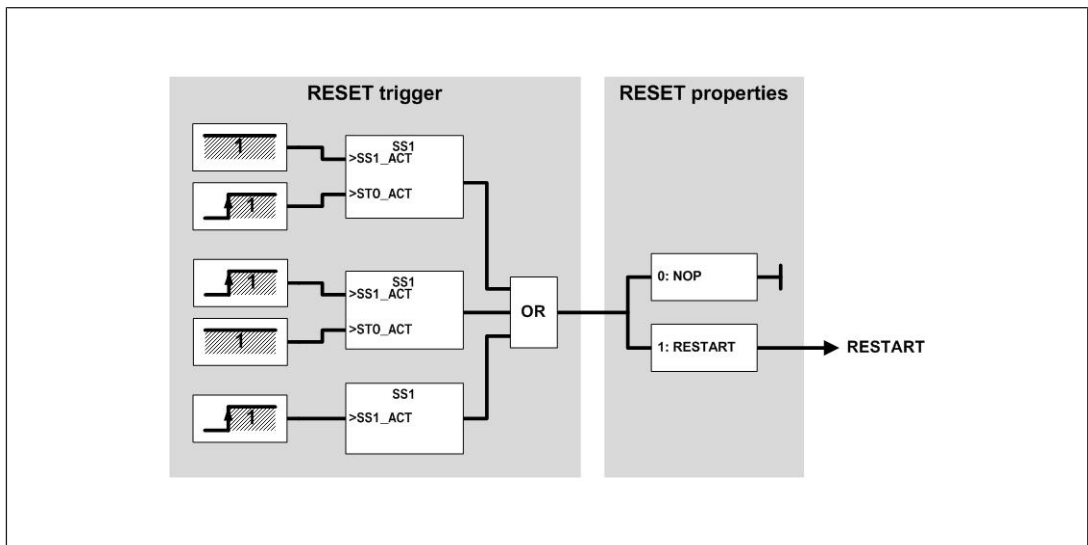 RESET trigger
RESET properties
1
SS1
>SS1_ACT
1
>STO_ACT
1
SS1
>SS1_ACT
1
>STO_ACT
OR
0: NOP
1: RESTART
RESTART
1
SS1
>SS1_ACT